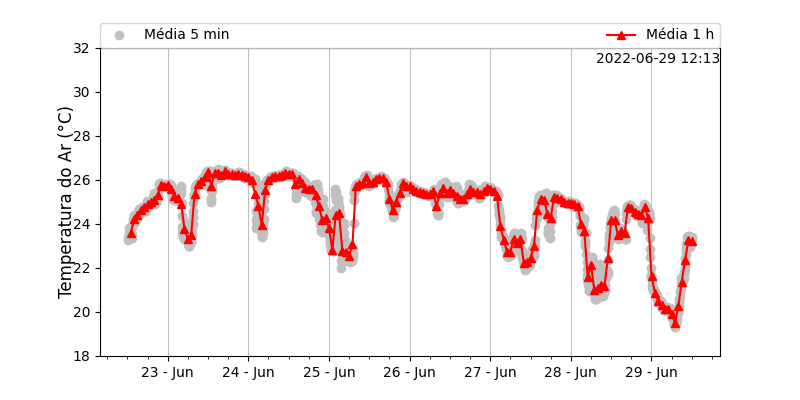 Média 5 min
Média 1 h
2022-06-29 12:13
Temperatura do Ar (°C)
32
30
28
26
24
22
20
18
23 - Jun
24 - Jun
25 - Jun
26 - Jun
27 - Jun
28 - Jun
29 - Jun